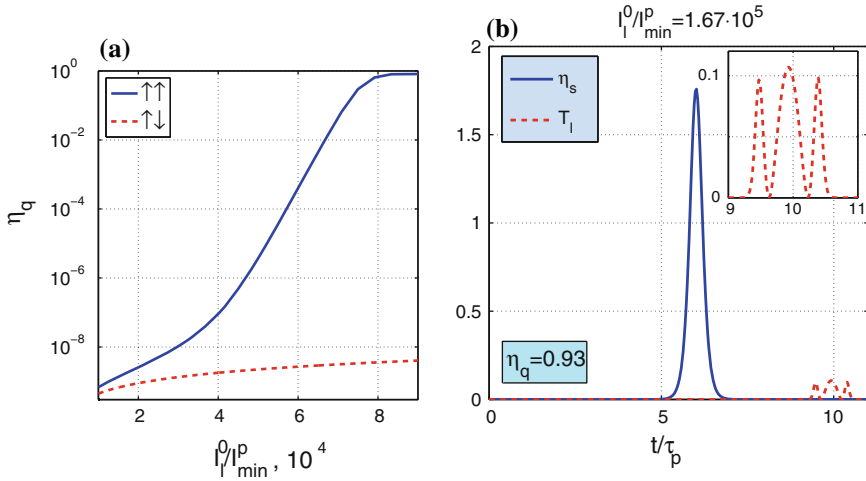 (a)
10^0
10^-2
10^-4
10^-6
10^-8
η_q
↑↑
↑↓
2 4 6 8
I_l^0/I_min^p , 10^4
(b)
I_l^0/I_min^p=1.67·10^5
2
1.5
1
0.5
0
η_s
T_l
0.1
0
9 10 11
η_q=0.93
0 5 10
t/τ_p